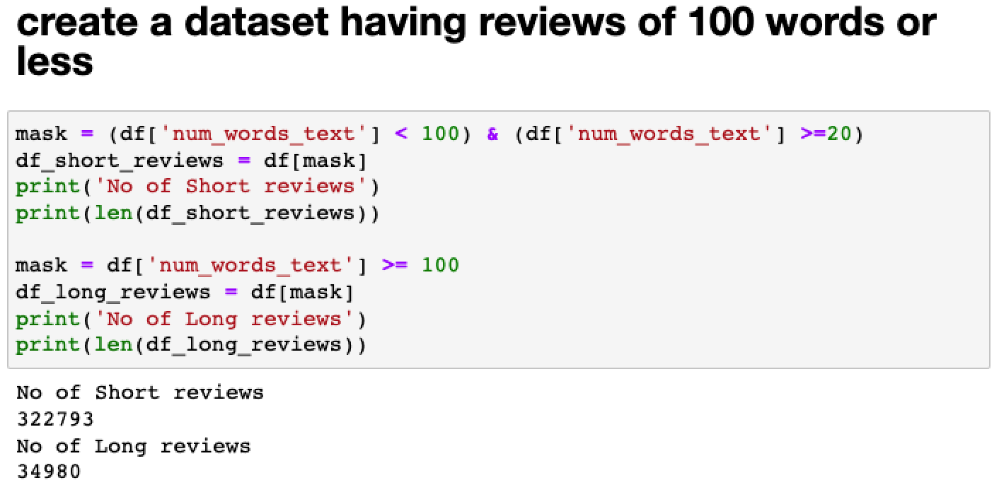 create a dataset having reviews of 100 words or
less
mask = (df['num_words_text'] < 100) & (df['num_words_text'] >=20)
df_short_reviews = df[mask]
print('No of Short reviews')
print(len(df_short_reviews))
mask = df['num_words_text'] >= 100
df_long_reviews = df[mask]
print('No of Long reviews')
print(len(df_long_reviews))
No of Short reviews
322793
No of Long reviews
34980